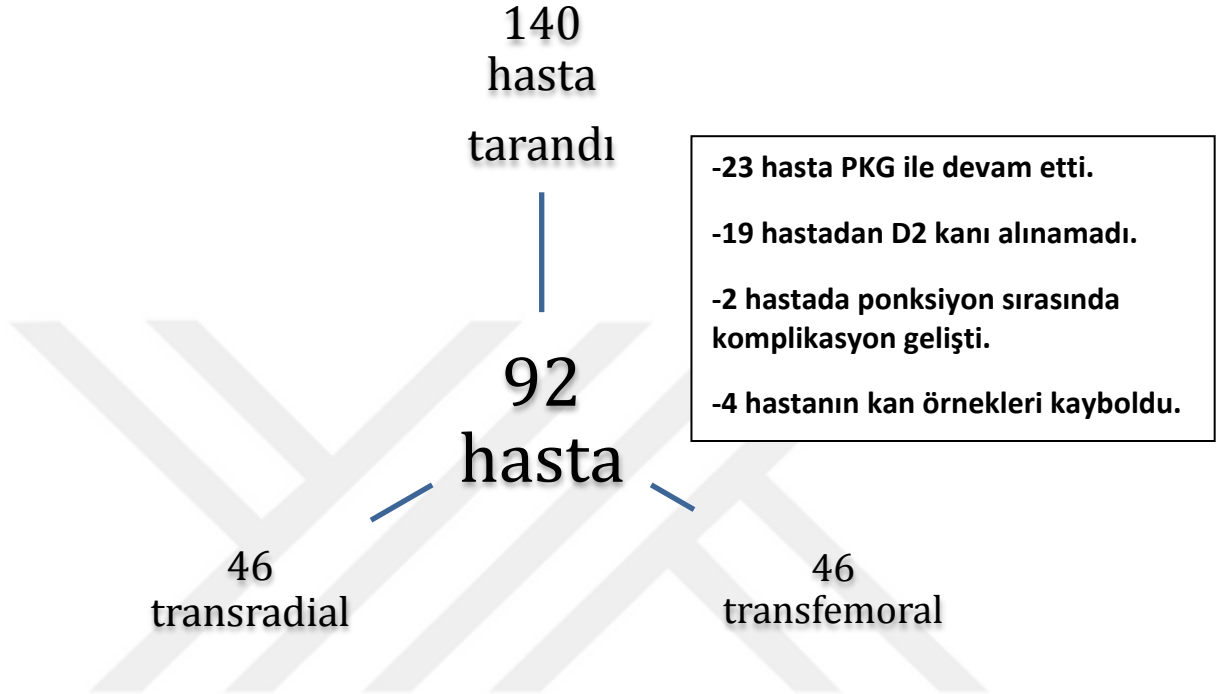 140
hasta
tarandı
-23 hasta PKG ile devam etti.
-19 hastadan D2 kanı alınamadı.
-2 hastada ponksiyon sırasında
komplikasyon gelişti.
-4 hastanın kan örnekleri kayboldu.
92
hasta
46
transradial
46
transfemoral